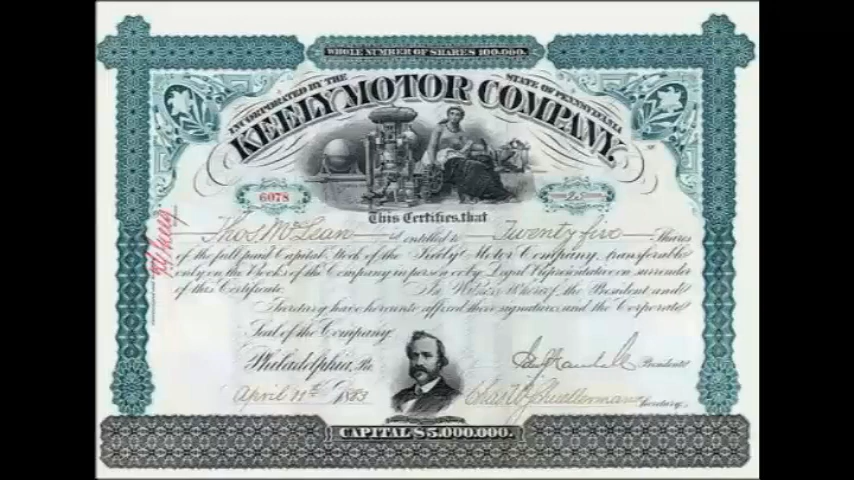 WHOLE NUMBER OF SHARES 100.000.
INCORPORATED BY THE STATE OF PENNSYLVANIA
KEELY MOTOR COMPANY.
6078
25
This Certifies that
Thos McLean is entitled to Twenty five Shares
of the full paid Capital Stock of the Keely Motor Company, transferable
only on the Books of the Company in person or by Legal Representative on surrender
of this Certificate. In Witness Whereof, the President and
Secretary have hereunto affixed their signatures and the Corporate
Seal of the Company.
Philadelphia, Pa. President
April 1883 Secretary.
CAPITAL $5.000.000.